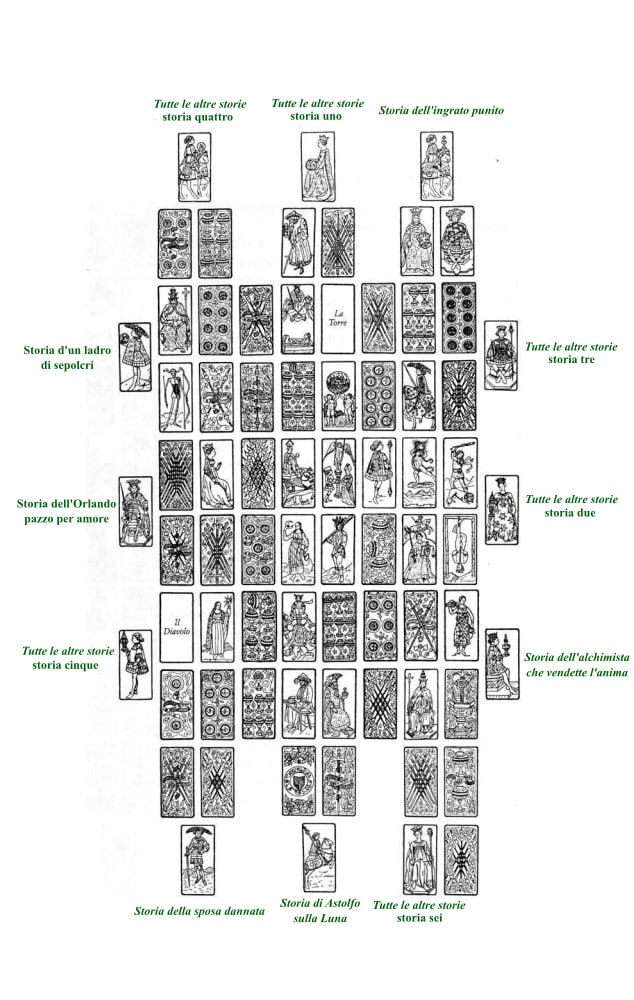 Tutte le altre storie
storia quattro
Tutte le altre storie
storia uno
Storia dell'ingrato punito
La
Torre
Storia d'un ladro
di sepolcri
Tutte le altre storie
storia tre
Storia dell'Orlando
pazzo per amore
Tutte le altre storie
storia due
Il
Diavolo
Tutte le altre storie
storia cinque
Storia dell'alchimista
che vendette l'anima
Storia della sposa dannata
Storia di Astolfo
sulla Luna
Tutte le altre storie
storia sei